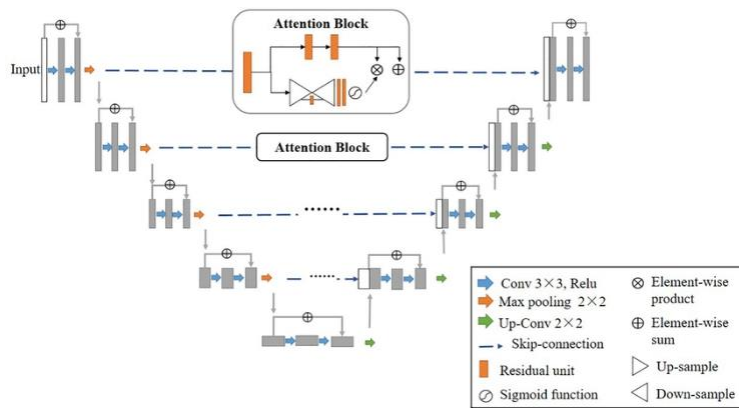 Attention Block
Input
Attention Block
......
......
Conv 3×3, Relu
Max pooling 2×2
Up-Conv 2×2
Skip-connection
Residual unit
Sigmoid function
Element-wise
product
Element-wise
sum
Up-sample
Down-sample